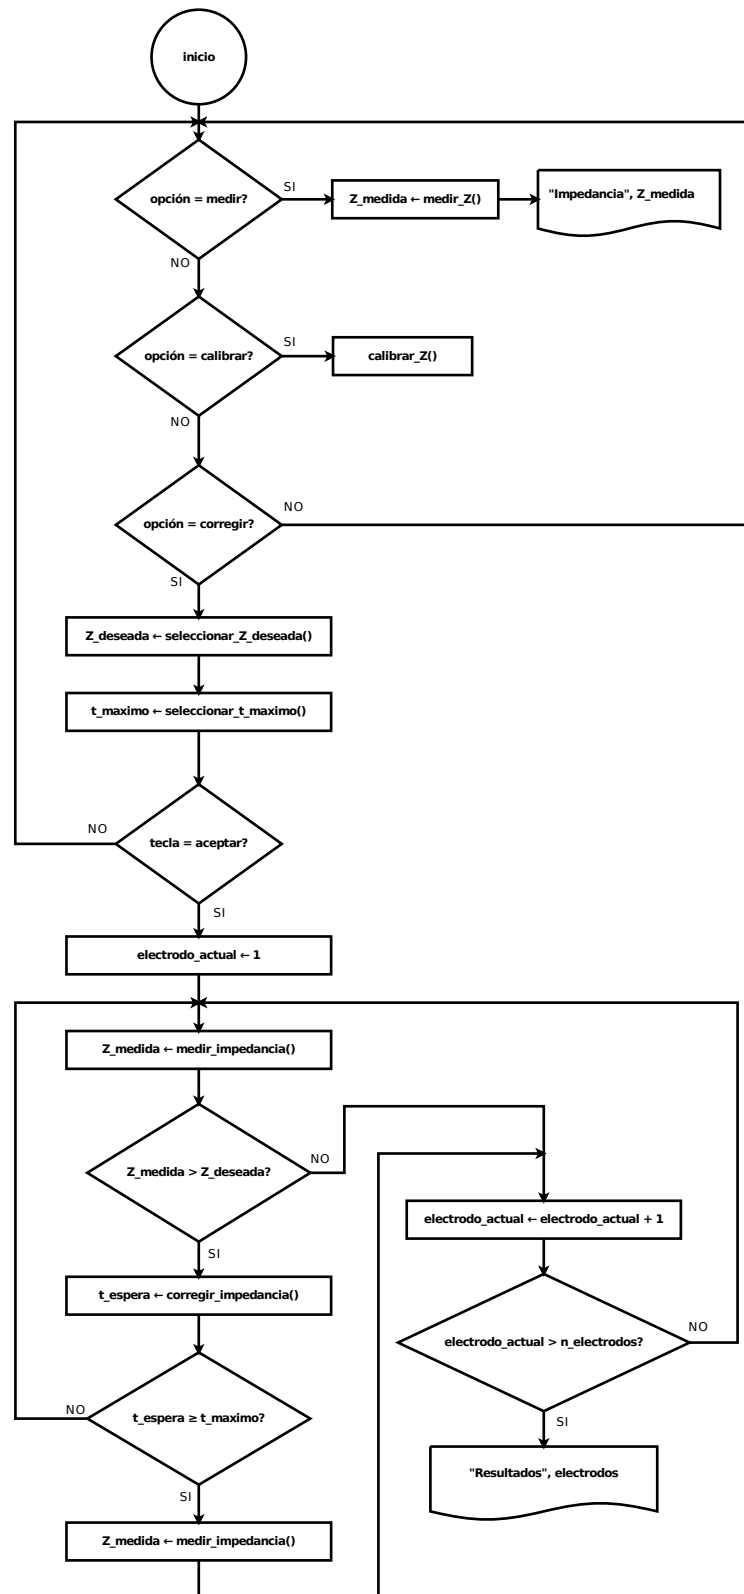 inicio
opción = medir?
SI
Z_medida ← medir_Z()
"Impedancia", Z_medida
NO
opción = calibrar?
SI
calibrar_Z()
NO
opción = corregir?
NO
SI
Z_deseada ← seleccionar_Z_deseada()
t_maximo ← seleccionar_t_maximo()
tecla = aceptar?
NO
SI
electrodo_actual ← 1
Z_medida ← medir_impedancia()
Z_medida > Z_deseada?
NO
SI
t_espera ← corregir_impedancia()
t_espera ≥ t_maximo?
NO
SI
Z_medida ← medir_impedancia()
electrodo_actual ← electrodo_actual + 1
electrodo_actual > n_electrodos?
NO
SI
"Resultados", electrodos